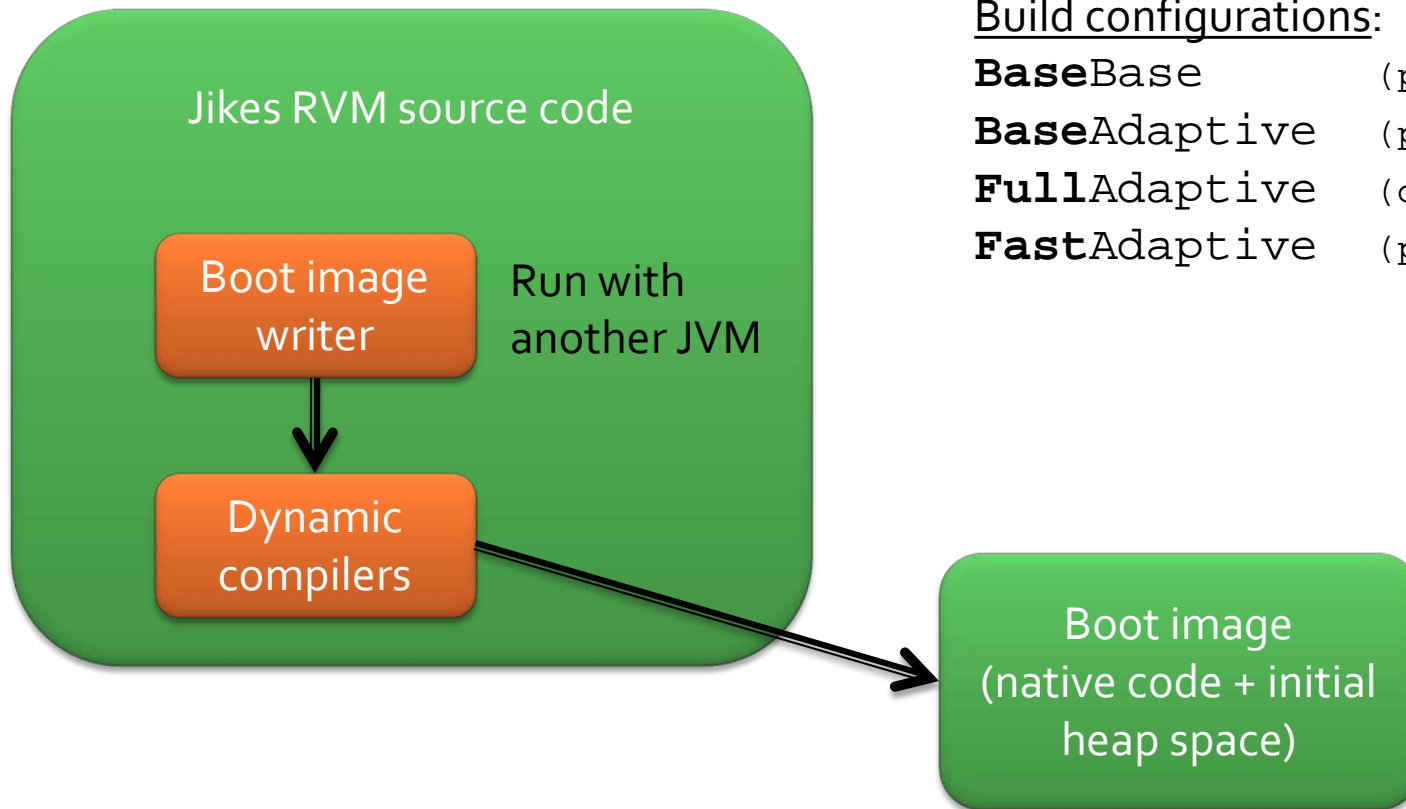 Jikes RVM source code
Boot image
writer
Run with
another JVM
Dynamic
compilers
Build configurations:
BaseBase (p
BaseAdaptive (p
FullAdaptive (
FastAdaptive (p
Boot image
(native code + initial
heap space)